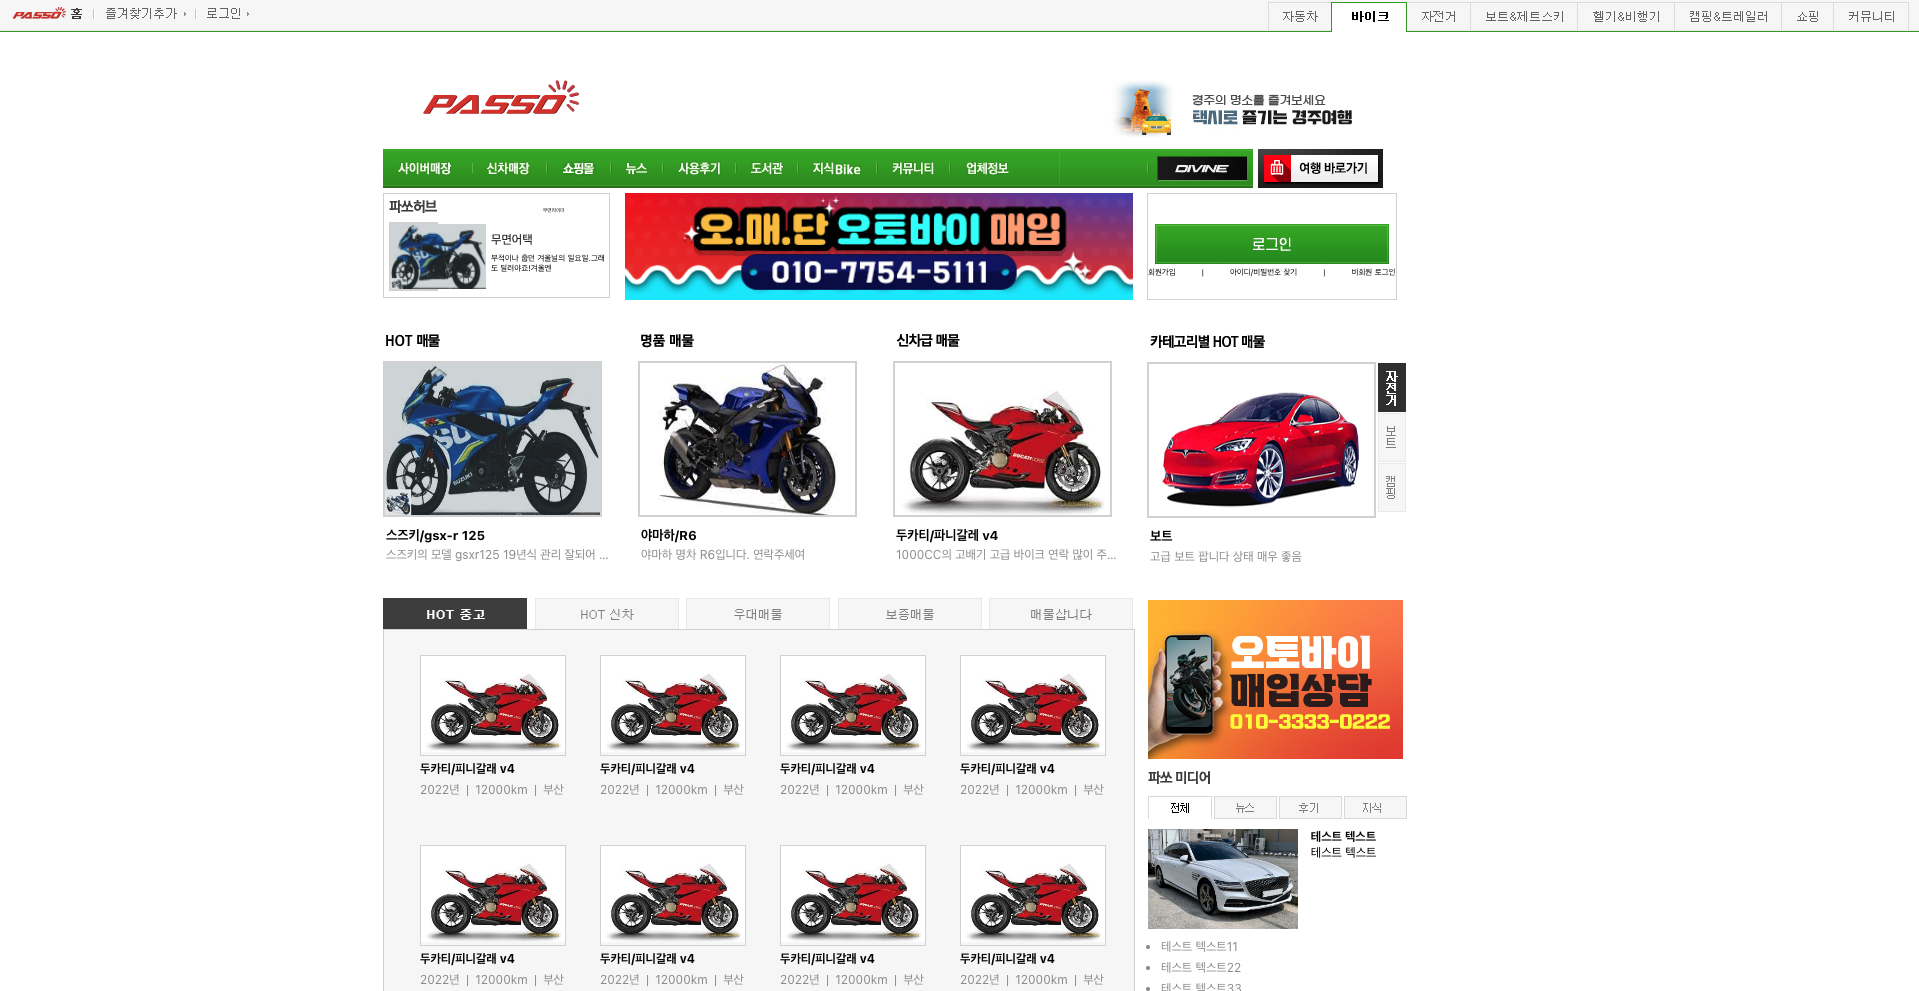 PASSO 홈 | 즐겨찾기추가 | 로그인
자동차 바이크 자전거 보트&제트스키 헬기&비행기 캠핑&트레일러 쇼핑 커뮤니티
PASSO
경주의 명소를 즐겨보세요
택시로 즐기는 경주여행
사이버매장 신차매장 쇼핑몰 뉴스 사용후기 도서관 지식Bike 커뮤니티 업체정보 DIVINE 여행 바로가기
파쏘허브
무면라이더
무면어택
무적이나 춥던 겨울날의 일요일.그래
도 달려야죠!겨울엔
오.매.단 오토바이 매입
010-7754-5111
로그인
회원가입 | 아이디/비밀번호 찾기 | 비회원 로그인
HOT 매물
명품 매물
신차급 매물
카테고리별 HOT 매물
자전거
보트
캠핑
SUZUKI
스즈키/gsx-r 125
스즈키의 모델 gsxr125 19년식 관리 잘되어 ...
야마하/R6
야마하 명차 R6입니다. 연락주세여
두카티/파니갈레 v4
1000CC의 고배기 고급 바이크 연락 많이 주...
보트
고급 보트 팝니다 상태 매우 좋음
HOT 중고 HOT 신차 우대매물 보증매물 매물삽니다
두카티/피니갈래 v4 두카티/피니갈래 v4 두카티/피니갈래 v4 두카티/피니갈래 v4
2022년 | 12000km | 부산 2022년 | 12000km | 부산 2022년 | 12000km | 부산 2022년 | 12000km | 부산
두카티/피니갈래 v4 두카티/피니갈래 v4 두카티/피니갈래 v4 두카티/피니갈래 v4
2022년 | 12000km | 부산 2022년 | 12000km | 부산 2022년 | 12000km | 부산 2022년 | 12000km | 부산
오토바이
매입상담
010-3333-0222
파쏘 미디어
전체 뉴스 후기 지식
테스트 텍스트
테스트 텍스트
테스트 텍스트11
테스트 텍스트22
테스트 텍스트33